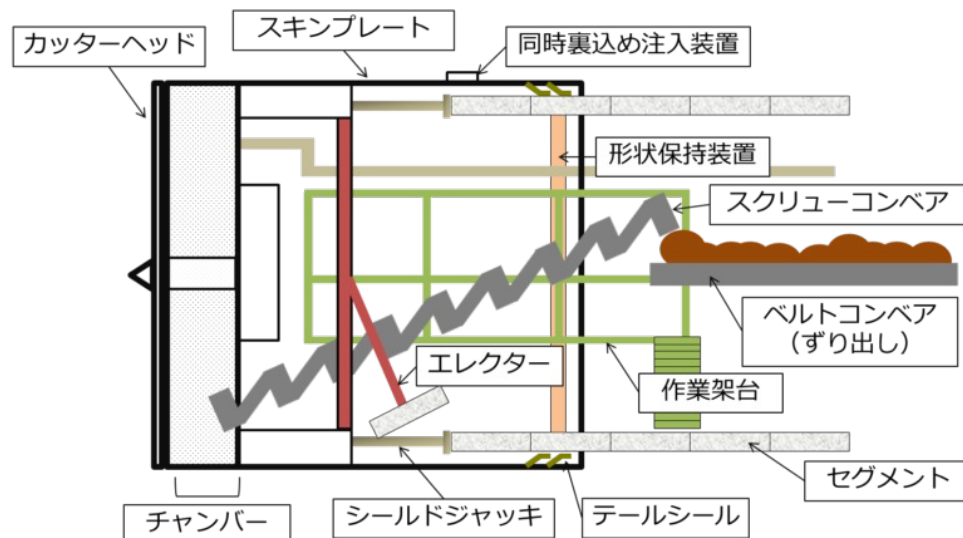 スキンプレート
同時裏込め注入装置
カッターヘッド
形状保持装置
スクリューコンベア
ベルトコンベア
（ずり出し）
エレクター
作業架台
セグメント
チャンバー
シールドジャッキ
テールシール